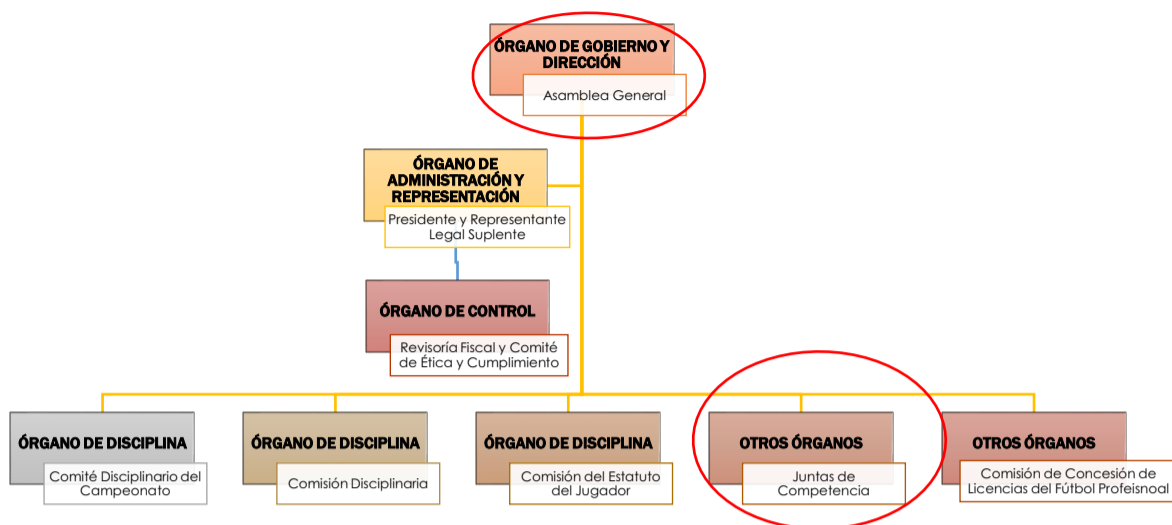 ÓRGANO DE GOBIERNO Y
DIRECCIÓN
Asamblea General
ÓRGANO DE
ADMINISTRACIÓN Y
REPRESENTACIÓN
Presidente y Representante
Legal Suplente
ÓRGANO DE CONTROL
Revisoría Fiscal y Comité
de Ética y Cumplimiento
ÓRGANO DE DISCIPLINA
Comité Disciplinario del
Campeonato
ÓRGANO DE DISCIPLINA
Comisión Disciplinaria
ÓRGANO DE DISCIPLINA
Comisión del Estatuto
del Jugador
OTROS ÓRGANOS
Juntas de
Competencia
OTROS ÓRGANOS
Comisión de Concesión de
Licencias del Fútbol Profeisnoal